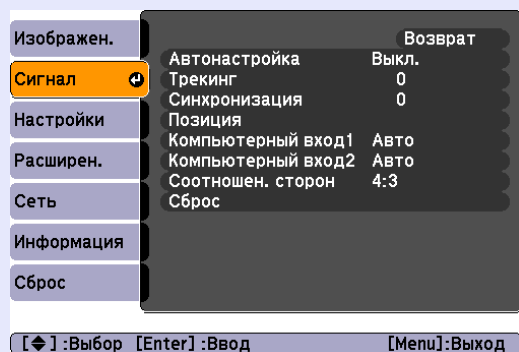 Изображен.
Сигнал
Настройки
Расширен.
Сеть
Информация
Сброс
Возврат
Автонастройка Выкл.
Трекинг 0
Синхронизация 0
Позиция
Компьютерный вход1 Авто
Компьютерный вход2 Авто
Соотношен. сторон 4:3
Сброс
[◆]:Выбор [Enter]:Ввод [Menu]:Выход